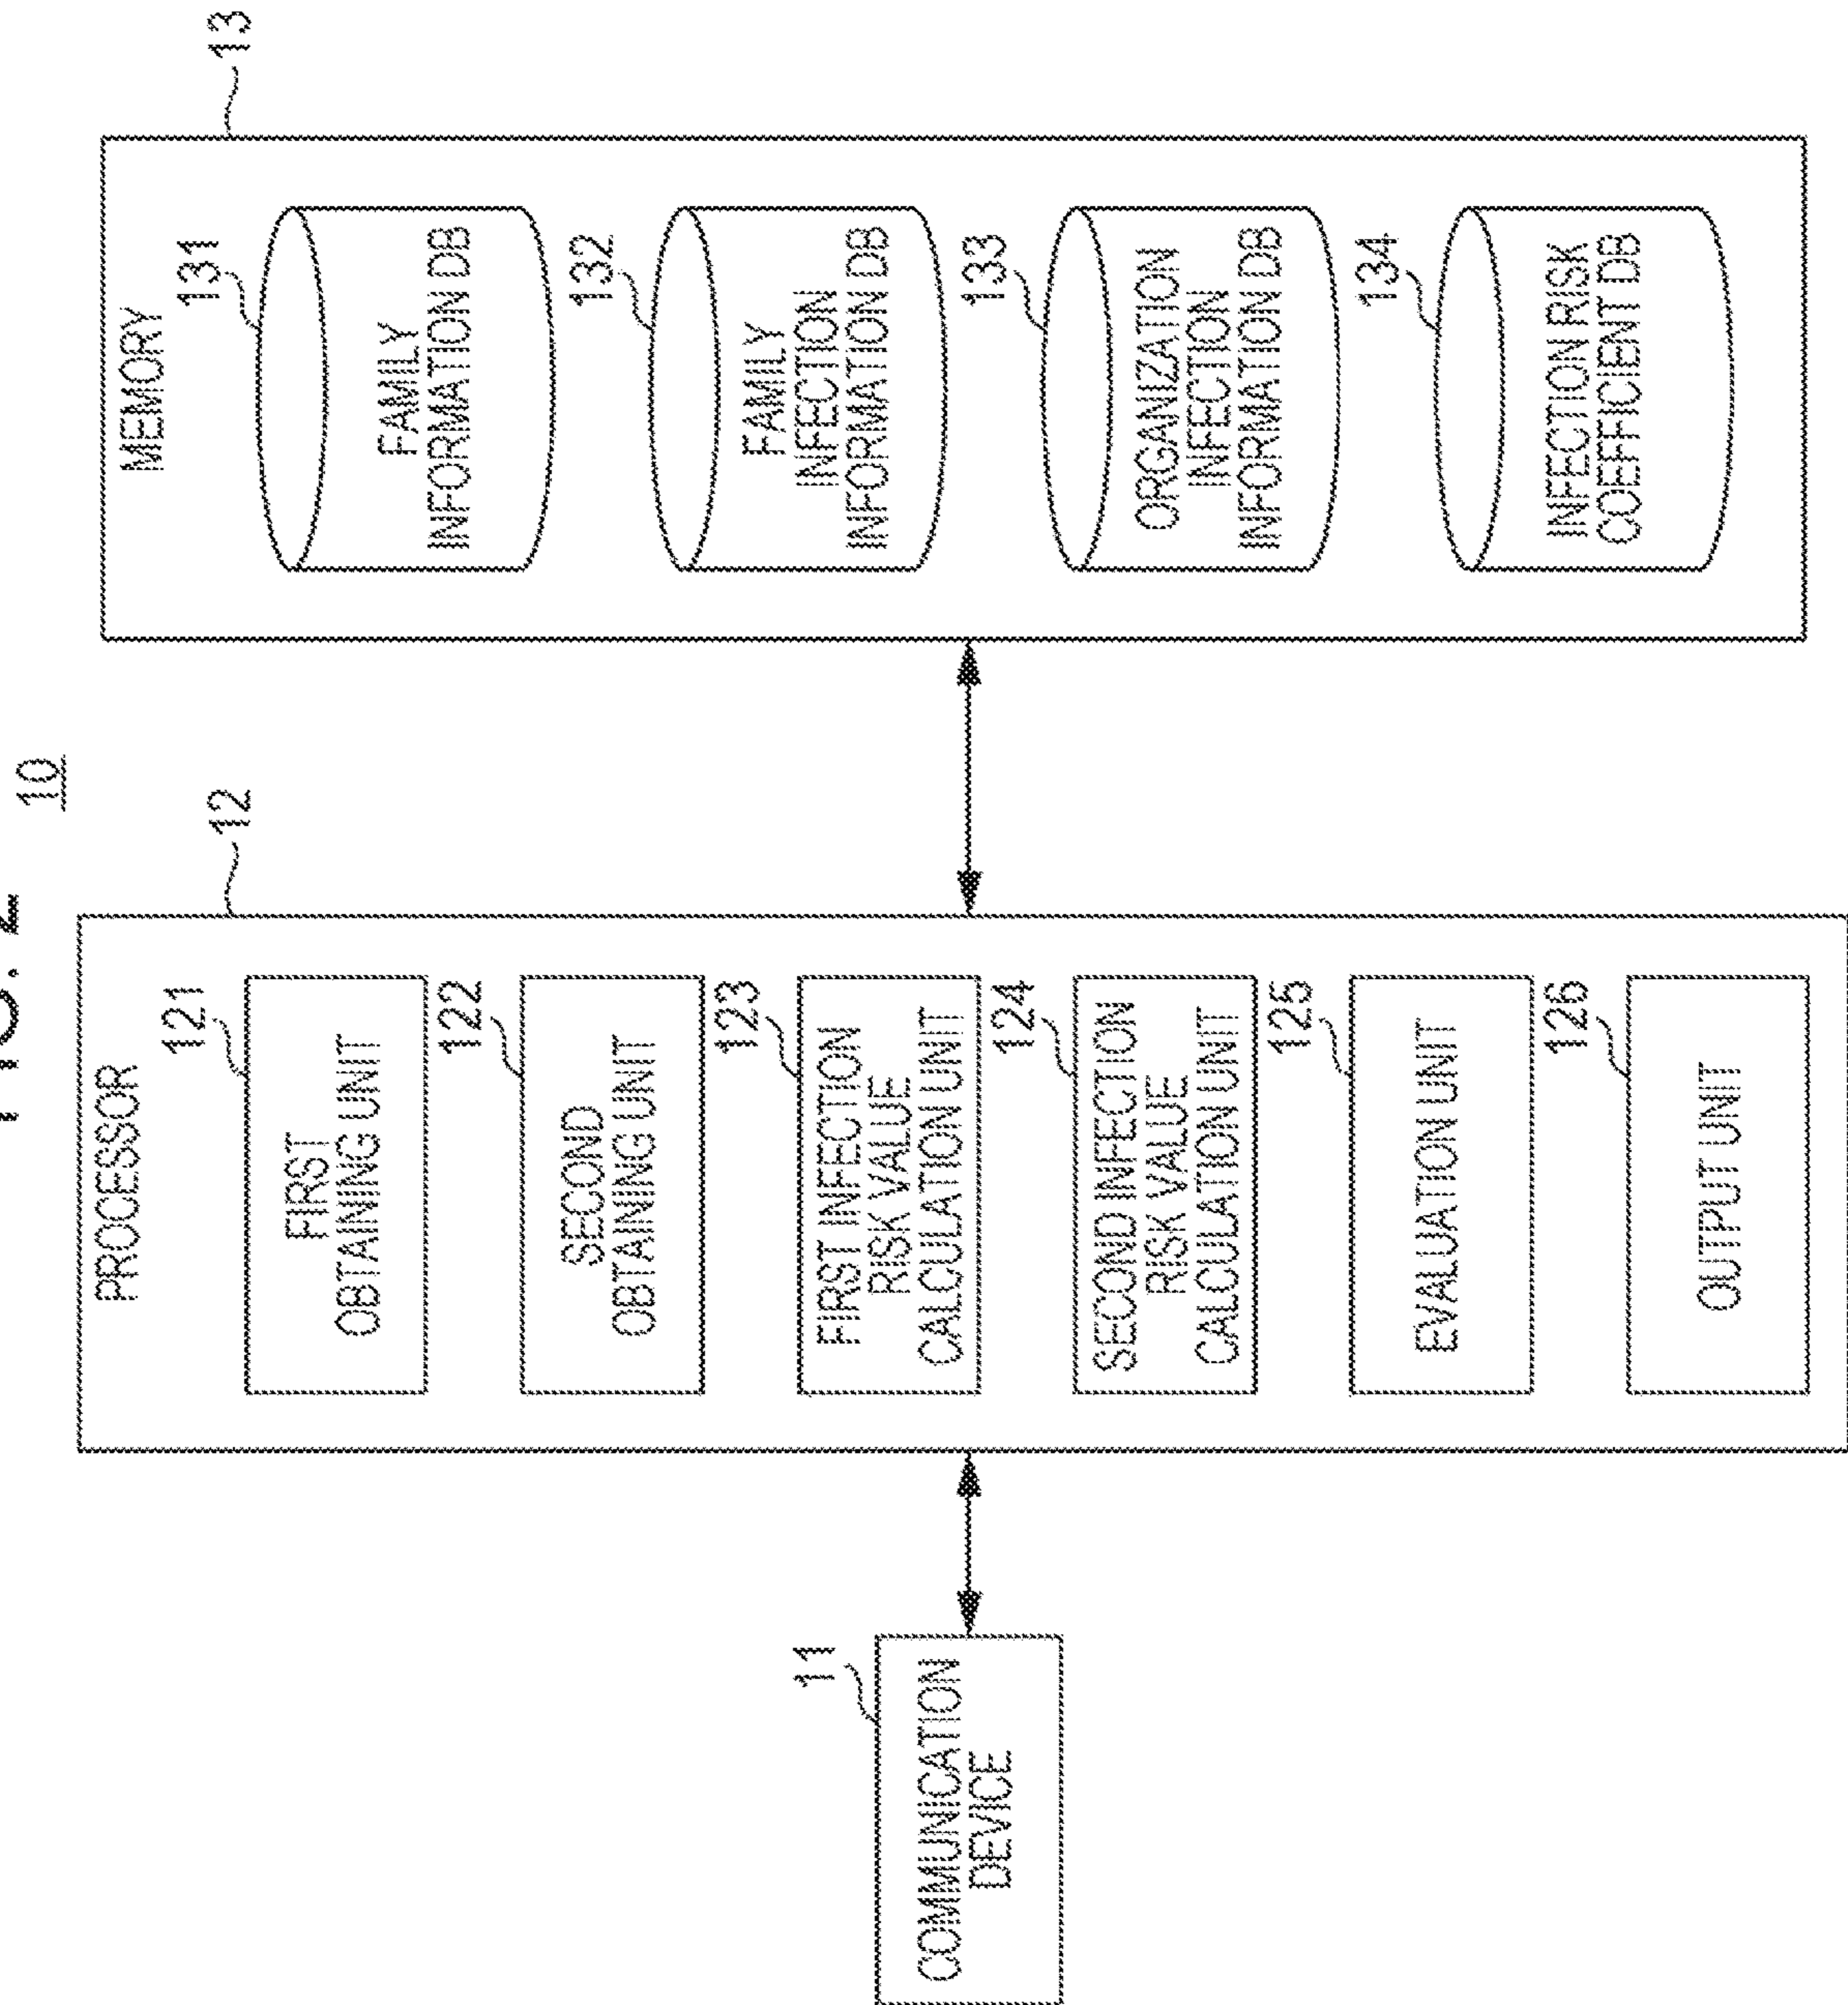 FIG. 2
10
11
COMMUNICATION
DEVICE
12
PROCESSOR
121
FIRST
OBTAINING UNIT
122
SECOND
OBTAINING UNIT
123
FIRST INFECTION
RISK VALUE
CALCULATION UNIT
124
SECOND INFECTION
RISK VALUE
CALCULATION UNIT
125
EVALUATION UNIT
126
OUTPUT UNIT
13
MEMORY
131
FAMILY
INFORMATION DB
132
FAMILY
INFECTION
INFORMATION DB
133
ORGANIZATION
INFECTION
INFORMATION DB
134
INFECTION RISK
COEFFICIENT DB